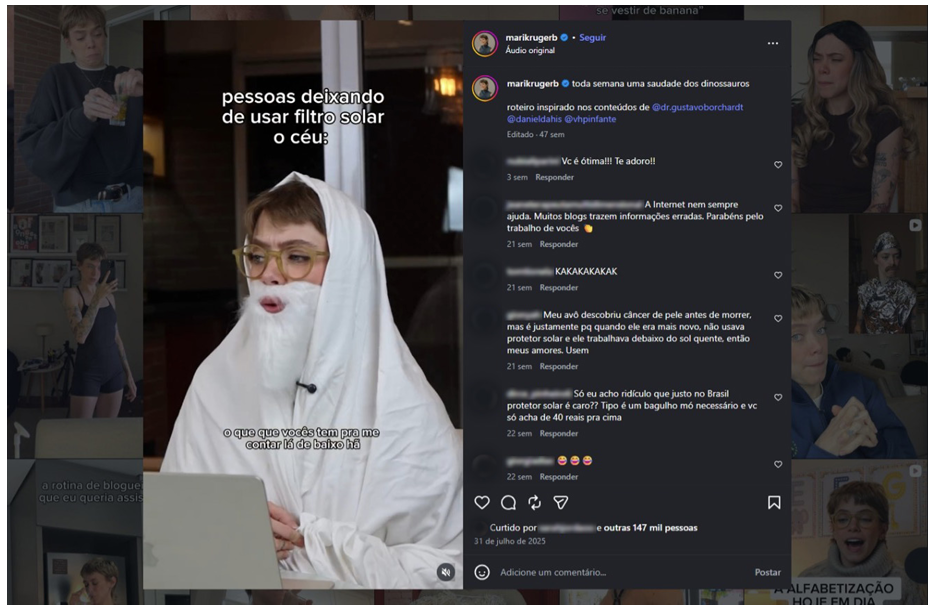 se vestir de banana"
pessoas deixando
de usar filtro solar
o céu:
o que que vocês tem pra me
contar lá de baixo hã
a rotina de blogue
que eu queria assis
marikrugerb • Seguir
Áudio original
marikrugerb toda semana uma saudade dos dinossauros
roteiro inspirado nos conteúdos de @dr.gustavoborchardt
@danieldahis @vhpinfante
Editado · 47 sem
Vc é ótima!!! Te adoro!!
3 sem Responder
A Internet nem sempre
ajuda. Muitos blogs trazem informações erradas. Parabéns pelo
trabalho de vocês 👏
21 sem Responder
KAKAKAKAKAK
21 sem Responder
Meu avô descobriu câncer de pele antes de morrer,
mas é justamente pq quando ele era mais novo, não usava
protetor solar e ele trabalhava debaixo do sol quente, então
meus amores. Usem
21 sem Responder
Só eu acho ridículo que justo no Brasil
protetor solar é caro?? Tipo é um bagulho mó necessário e vc
só acha de 40 reais pra cima
22 sem Responder
22 sem Responder
Curtido por e outras 147 mil pessoas
31 de julho de 2025
Adicione um comentário... Postar
A ALFABETIZAÇÃO
HOJE EM DIA